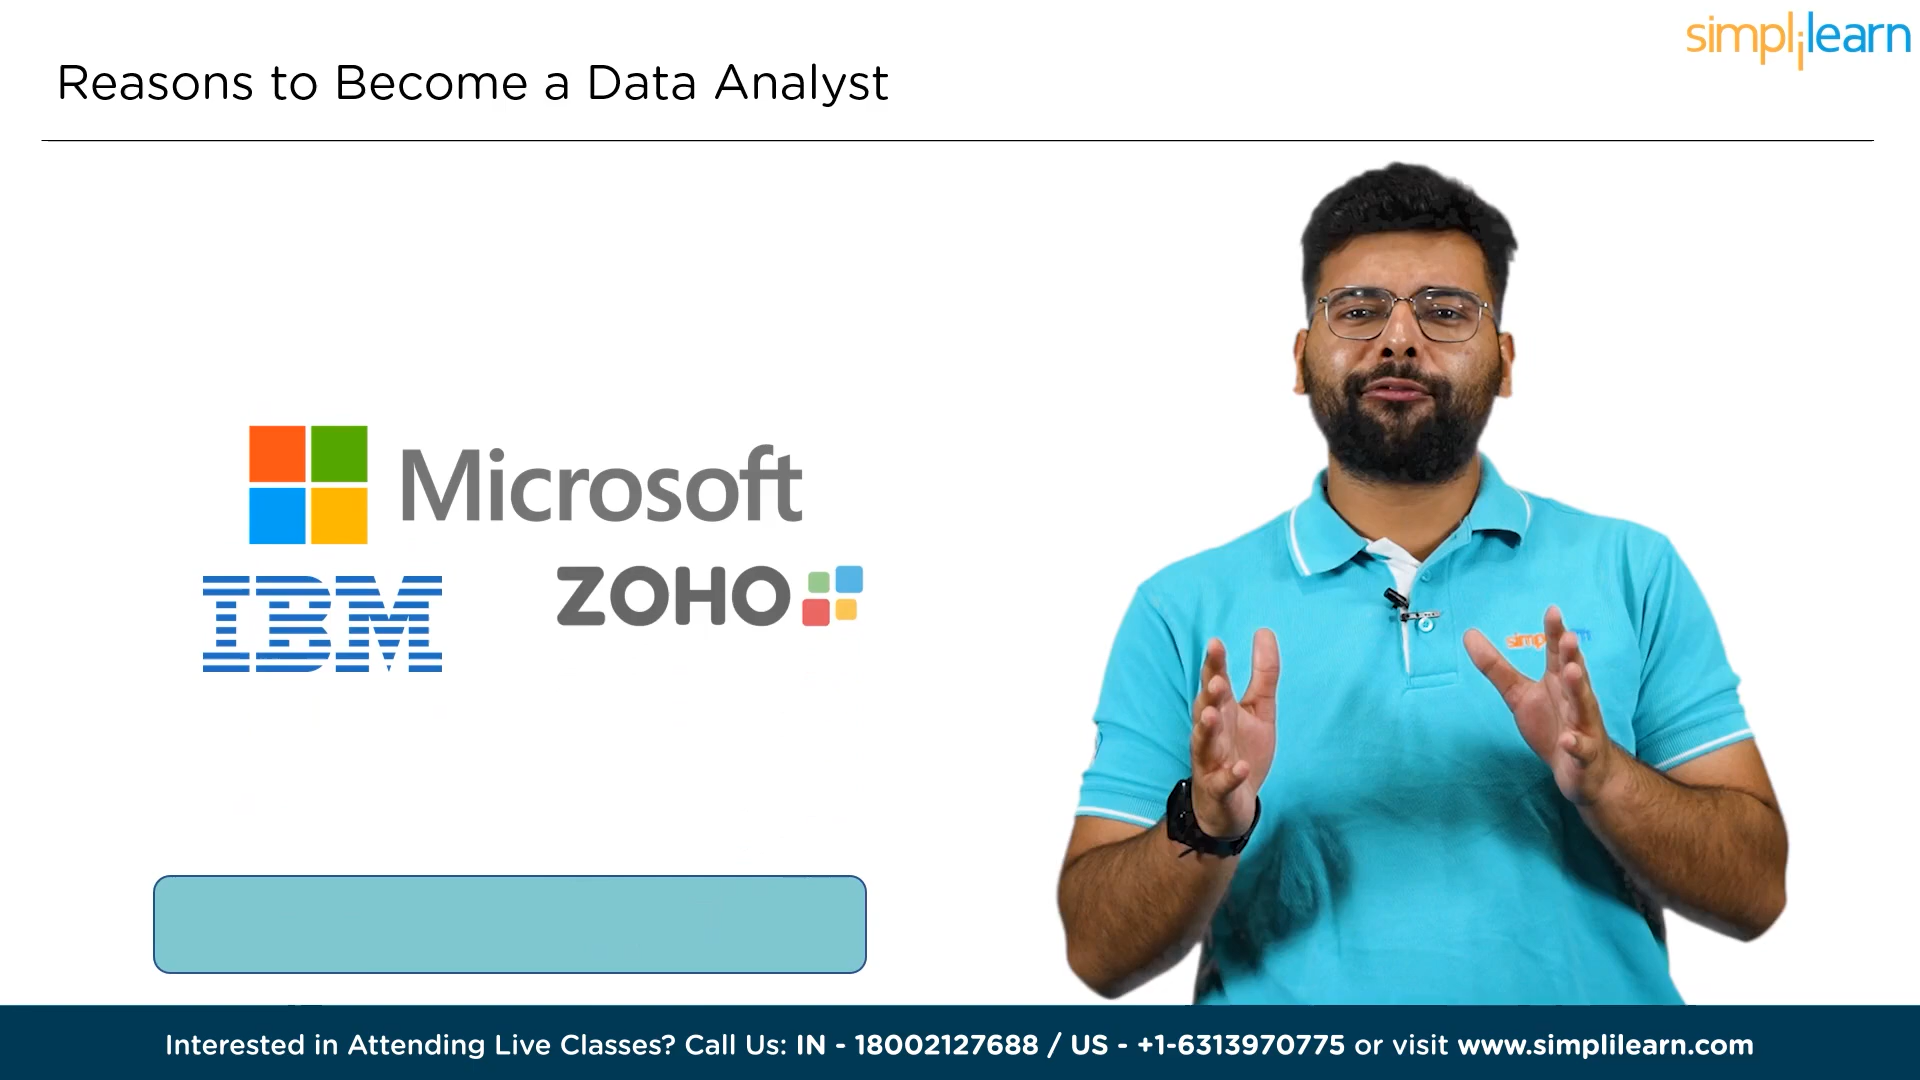 simplilearn
Reasons to Become a Data Analyst
Microsoft
IBM
ZOHO
Interested in Attending Live Classes? Call Us: IN - 18002127688 / US - +1-6313970775 or visit www.simplilearn.com